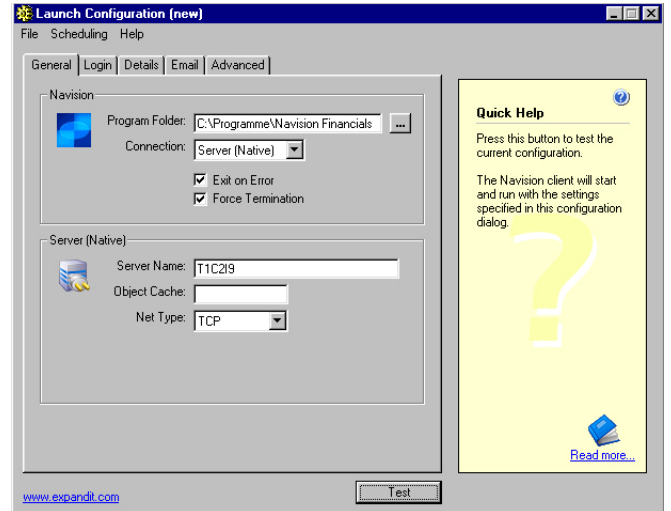 Launch Configuration (new)
File Scheduling Help
General Login Details Email Advanced
Navision
Program Folder: C:\Programme\Navision Financials ...
Connection: Server (Native)
Exit on Error
Force Termination
Server (Native)
Server Name: T1C2I9
Object Cache:
Net Type: TCP
Quick Help
Press this button to test the
current configuration.
The Navision client will start
and run with the settings
specified in this configuration
dialog.
Read more...
www.expandit.com
Test